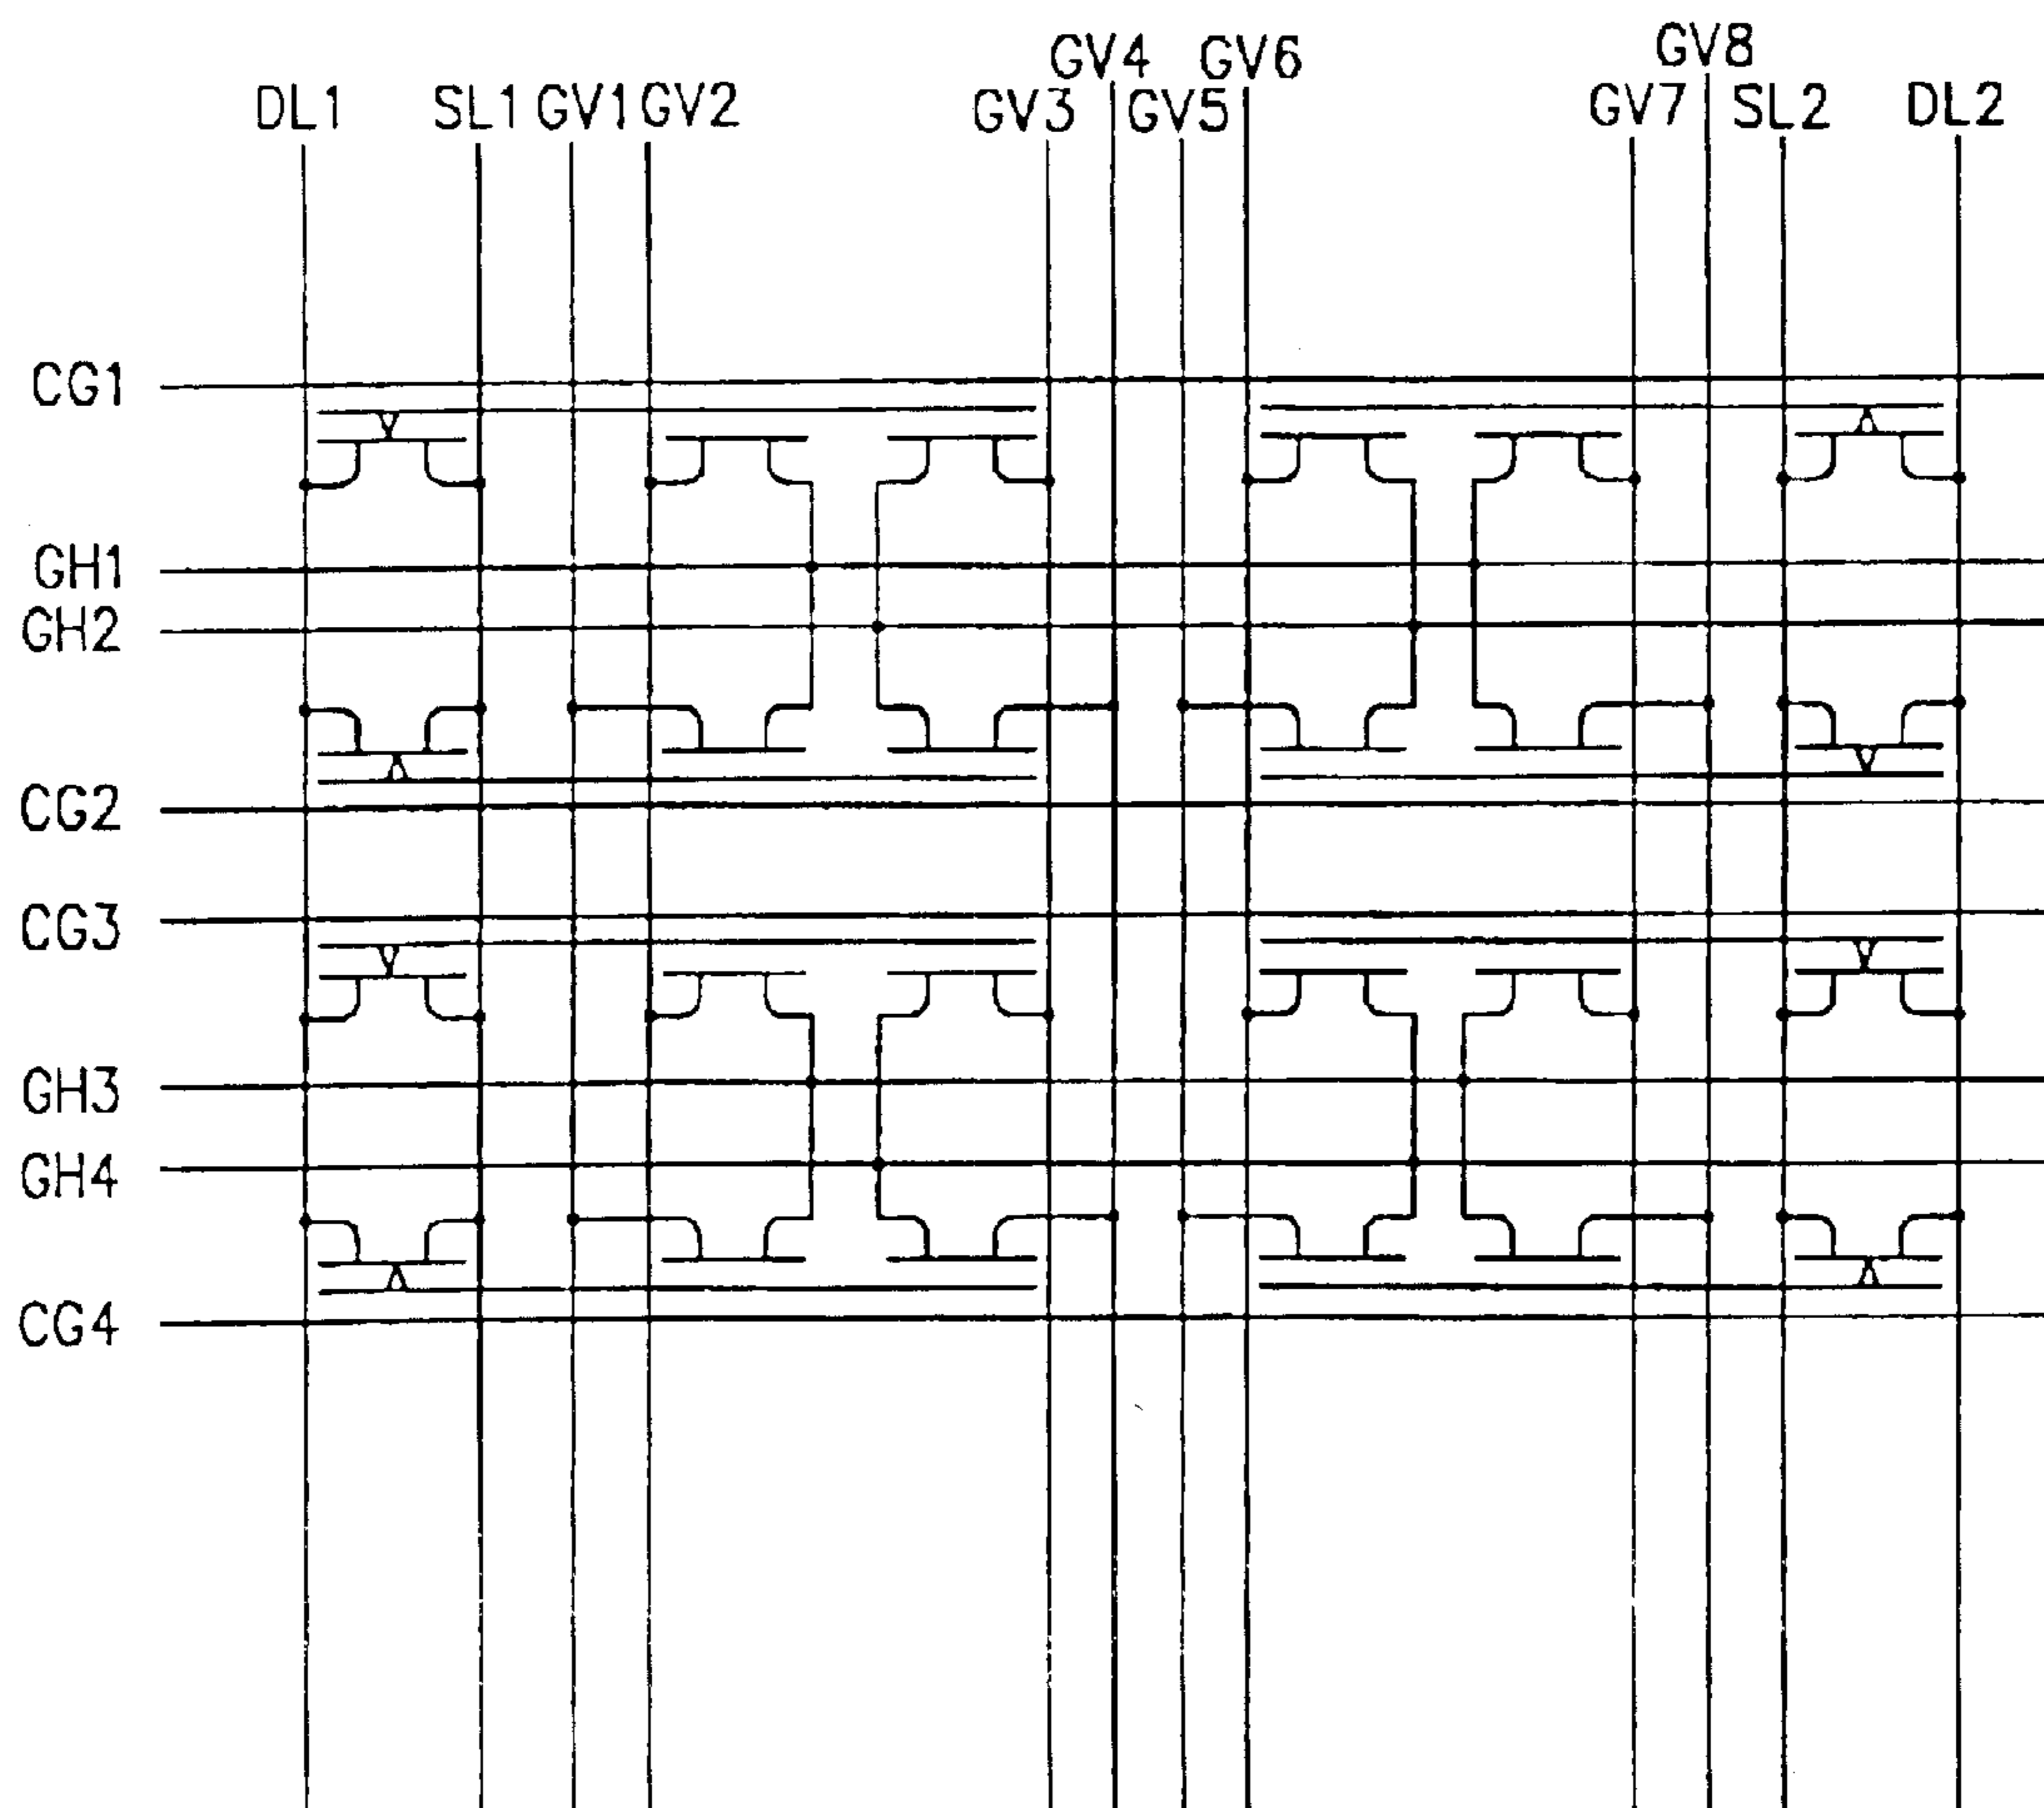 GV8
GV4 GV6
DL1 SL1 GV1 GV2 GV3 GV5 GV7 SL2 DL2
CG1
GH1
GH2
CG2
CG3
GH3
GH4
CG4